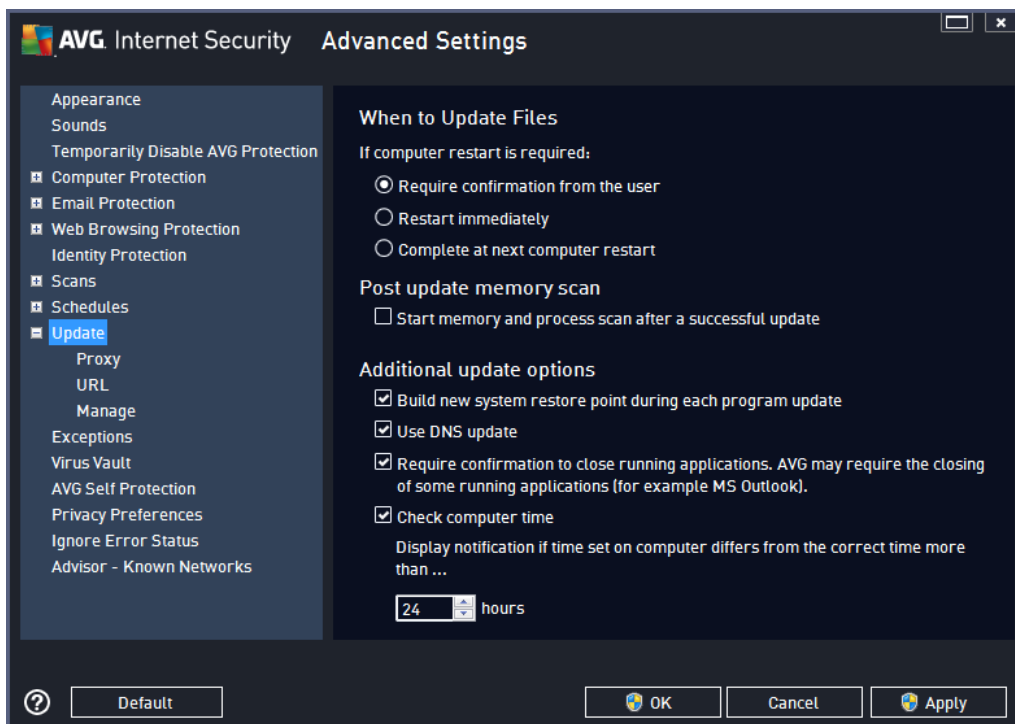 AVG. Internet Security Advanced Settings
Appearance
Sounds
Temporarily Disable AVG Protection
Computer Protection
Email Protection
Web Browsing Protection
Identity Protection
Scans
Schedules
Update
Proxy
URL
Manage
Exceptions
Virus Vault
AVG Self Protection
Privacy Preferences
Ignore Error Status
Advisor - Known Networks
When to Update Files
If computer restart is required:
Require confirmation from the user
Restart immediately
Complete at next computer restart
Post update memory scan
Start memory and process scan after a successful update
Additional update options
Build new system restore point during each program update
Use DNS update
Require confirmation to close running applications. AVG may require the closing
of some running applications (for example MS Outlook).
Check computer time
Display notification if time set on computer differs from the correct time more
than ...
24 hours
Default
OK
Cancel
Apply